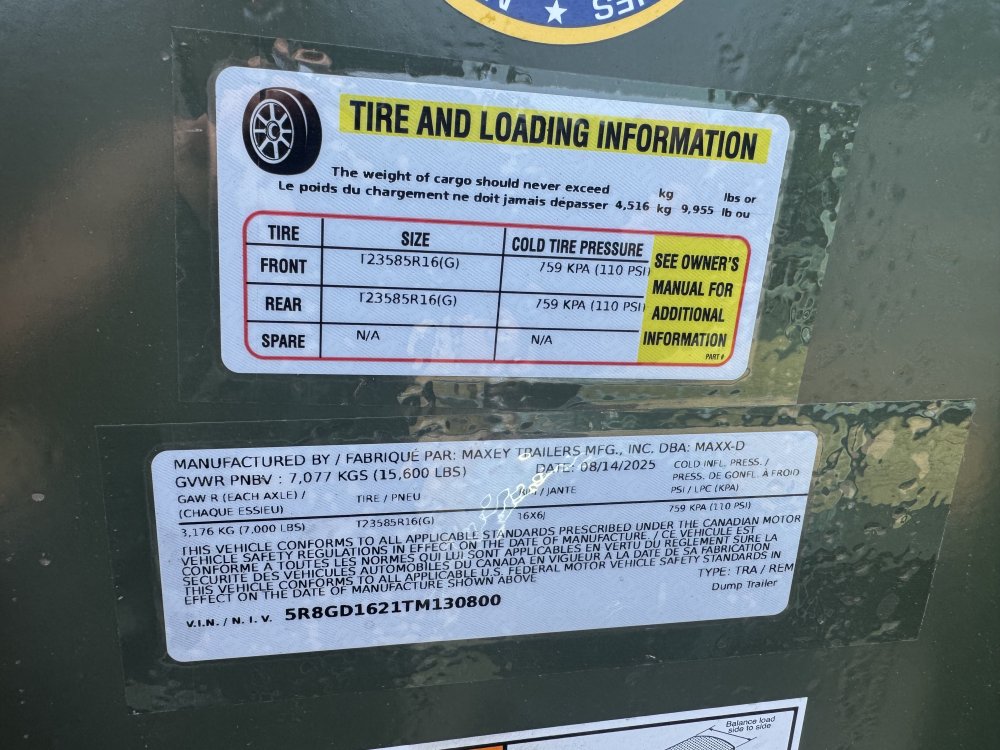 TIRE AND LOADING INFORMATION
The weight of cargo should never exceed kg lbs or
Le poids du chargement ne doit jamais dépasser 4,516 kg 9,955 lb ou
TIRE SIZE COLD TIRE PRESSURE
SEE OWNER'S MANUAL FOR ADDITIONAL INFORMATION
FRONT T23585R16(G) 759 KPA (110 PSI)
REAR T23585R16(G) 759 KPA (110 PSI)
SPARE N/A N/A
PART #
MANUFACTURED BY / FABRIQUÉ PAR: MAXEY TRAILERS MFG., INC. DBA: MAXX-D
GVWR PNBV : 7,077 KGS (15,600 LBS) DATE: 08/14/2025
COLD INFL. PRESS. /
PRESS. DE GONFL. À FROID
PSI / LPC (KPA)
GAW R (EACH AXLE) /
(CHAQUE ESSIEU)
TIRE / PNEU
RIM / JANTE
3,176 KG (7,000 LBS) T23585R16(G) 16X6J 759 KPA (110 PSI)
THIS VEHICLE CONFORMS TO ALL APPLICABLE STANDARDS PRESCRIBED UNDER THE CANADIAN MOTOR
VEHICLE SAFETY REGULATIONS IN EFFECT ON THE DATE OF MANUFACTURE / CE VEHICULE EST
CONFORME A TOUTES LES NORMES QUI LUI SONT APPLICABLES EN VERTU DU REGLEMENT SURE LA
SECURITE DES VEHICULES AUTOMOBILES DU CANADA EN VIGUEUR A LA DATE DE SA FABRICATION
THIS VEHICLE CONFORMS TO ALL APPLICABLE U.S. FEDERAL MOTOR VEHICLE SAFETY STANDARDS IN
EFFECT ON THE DATE OF MANUFACTURE SHOWN ABOVE
TYPE: TRA / REM
Dump Trailer
V.I.N. / N. I. V. 5R8GD1621TM130800
Balance load
side to side